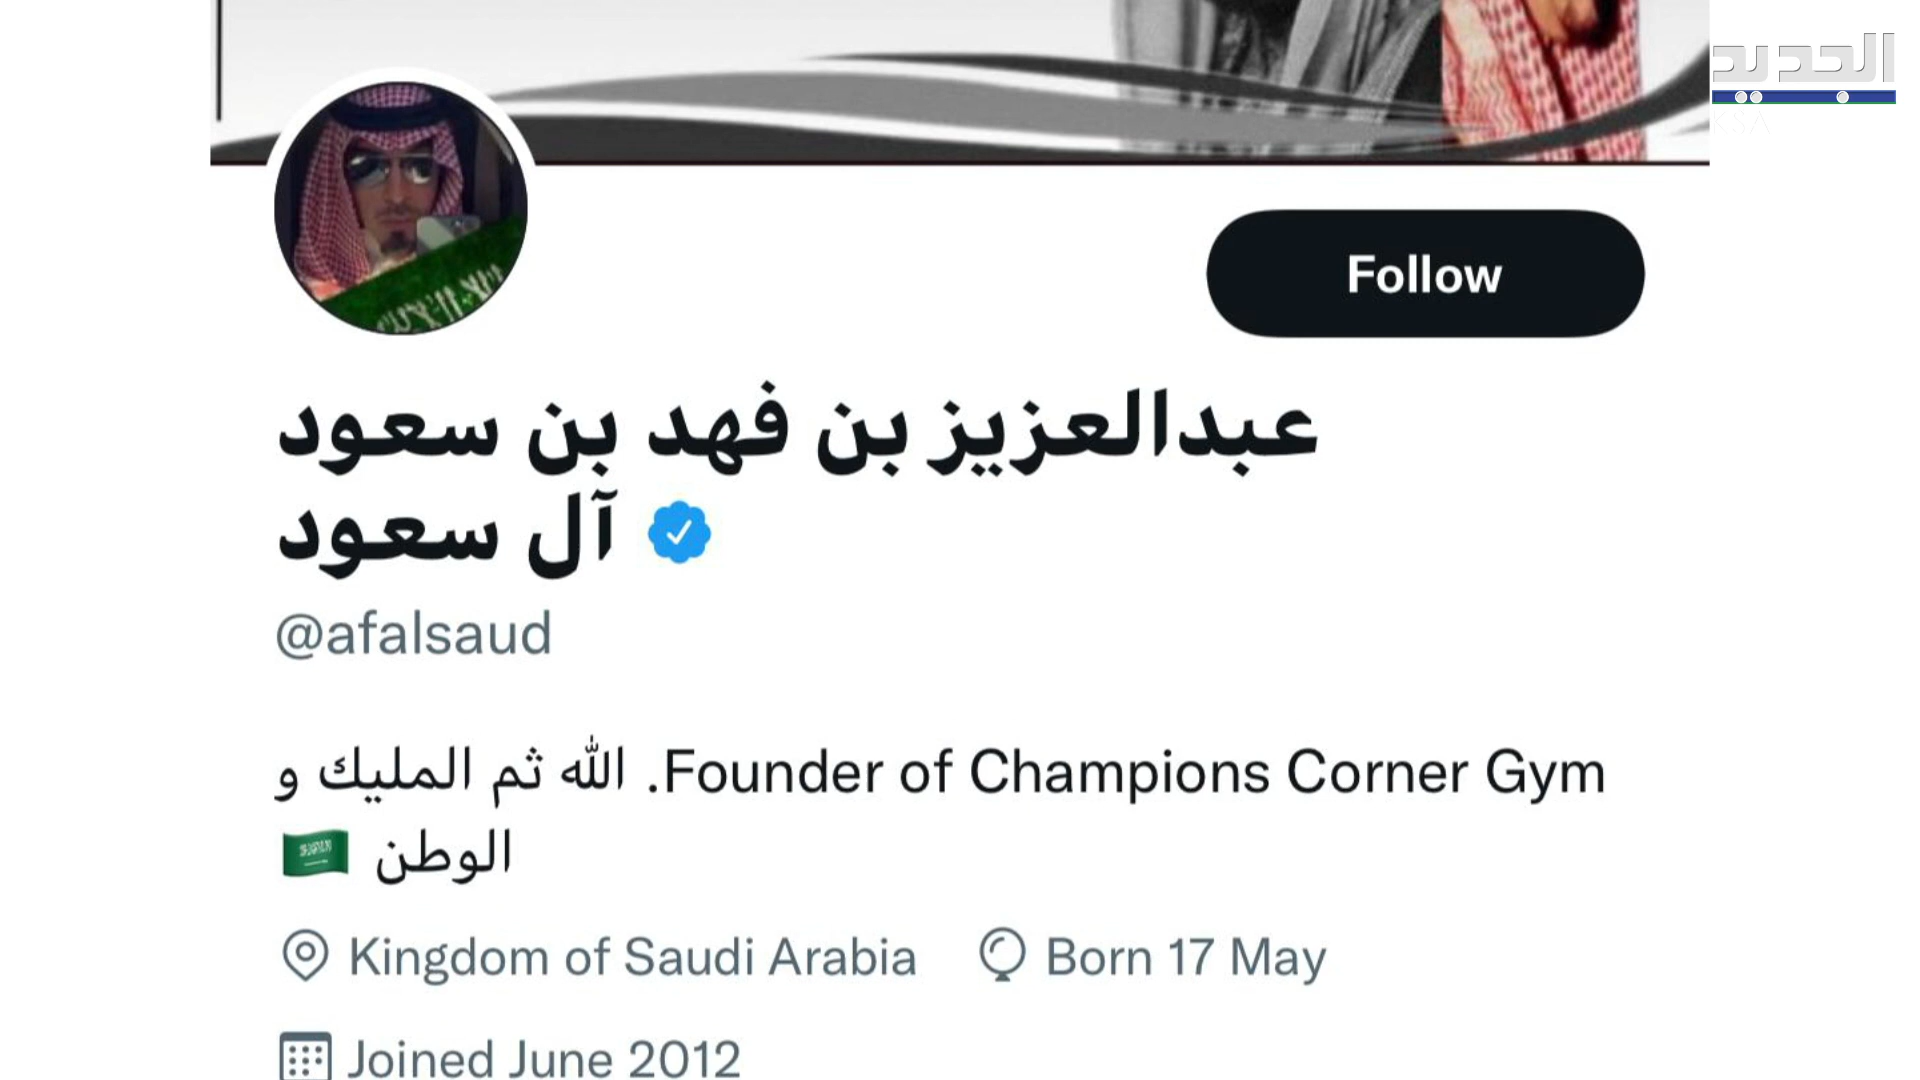 الجديد
KSA
Follow
عبدالعزيز بن فهد بن سعود
آل سعود
@afalsaud
Founder of Champions Corner Gym. الله ثم المليك و
الوطن 🇸🇦
Kingdom of Saudi Arabia
Born 17 May
Joined June 2012